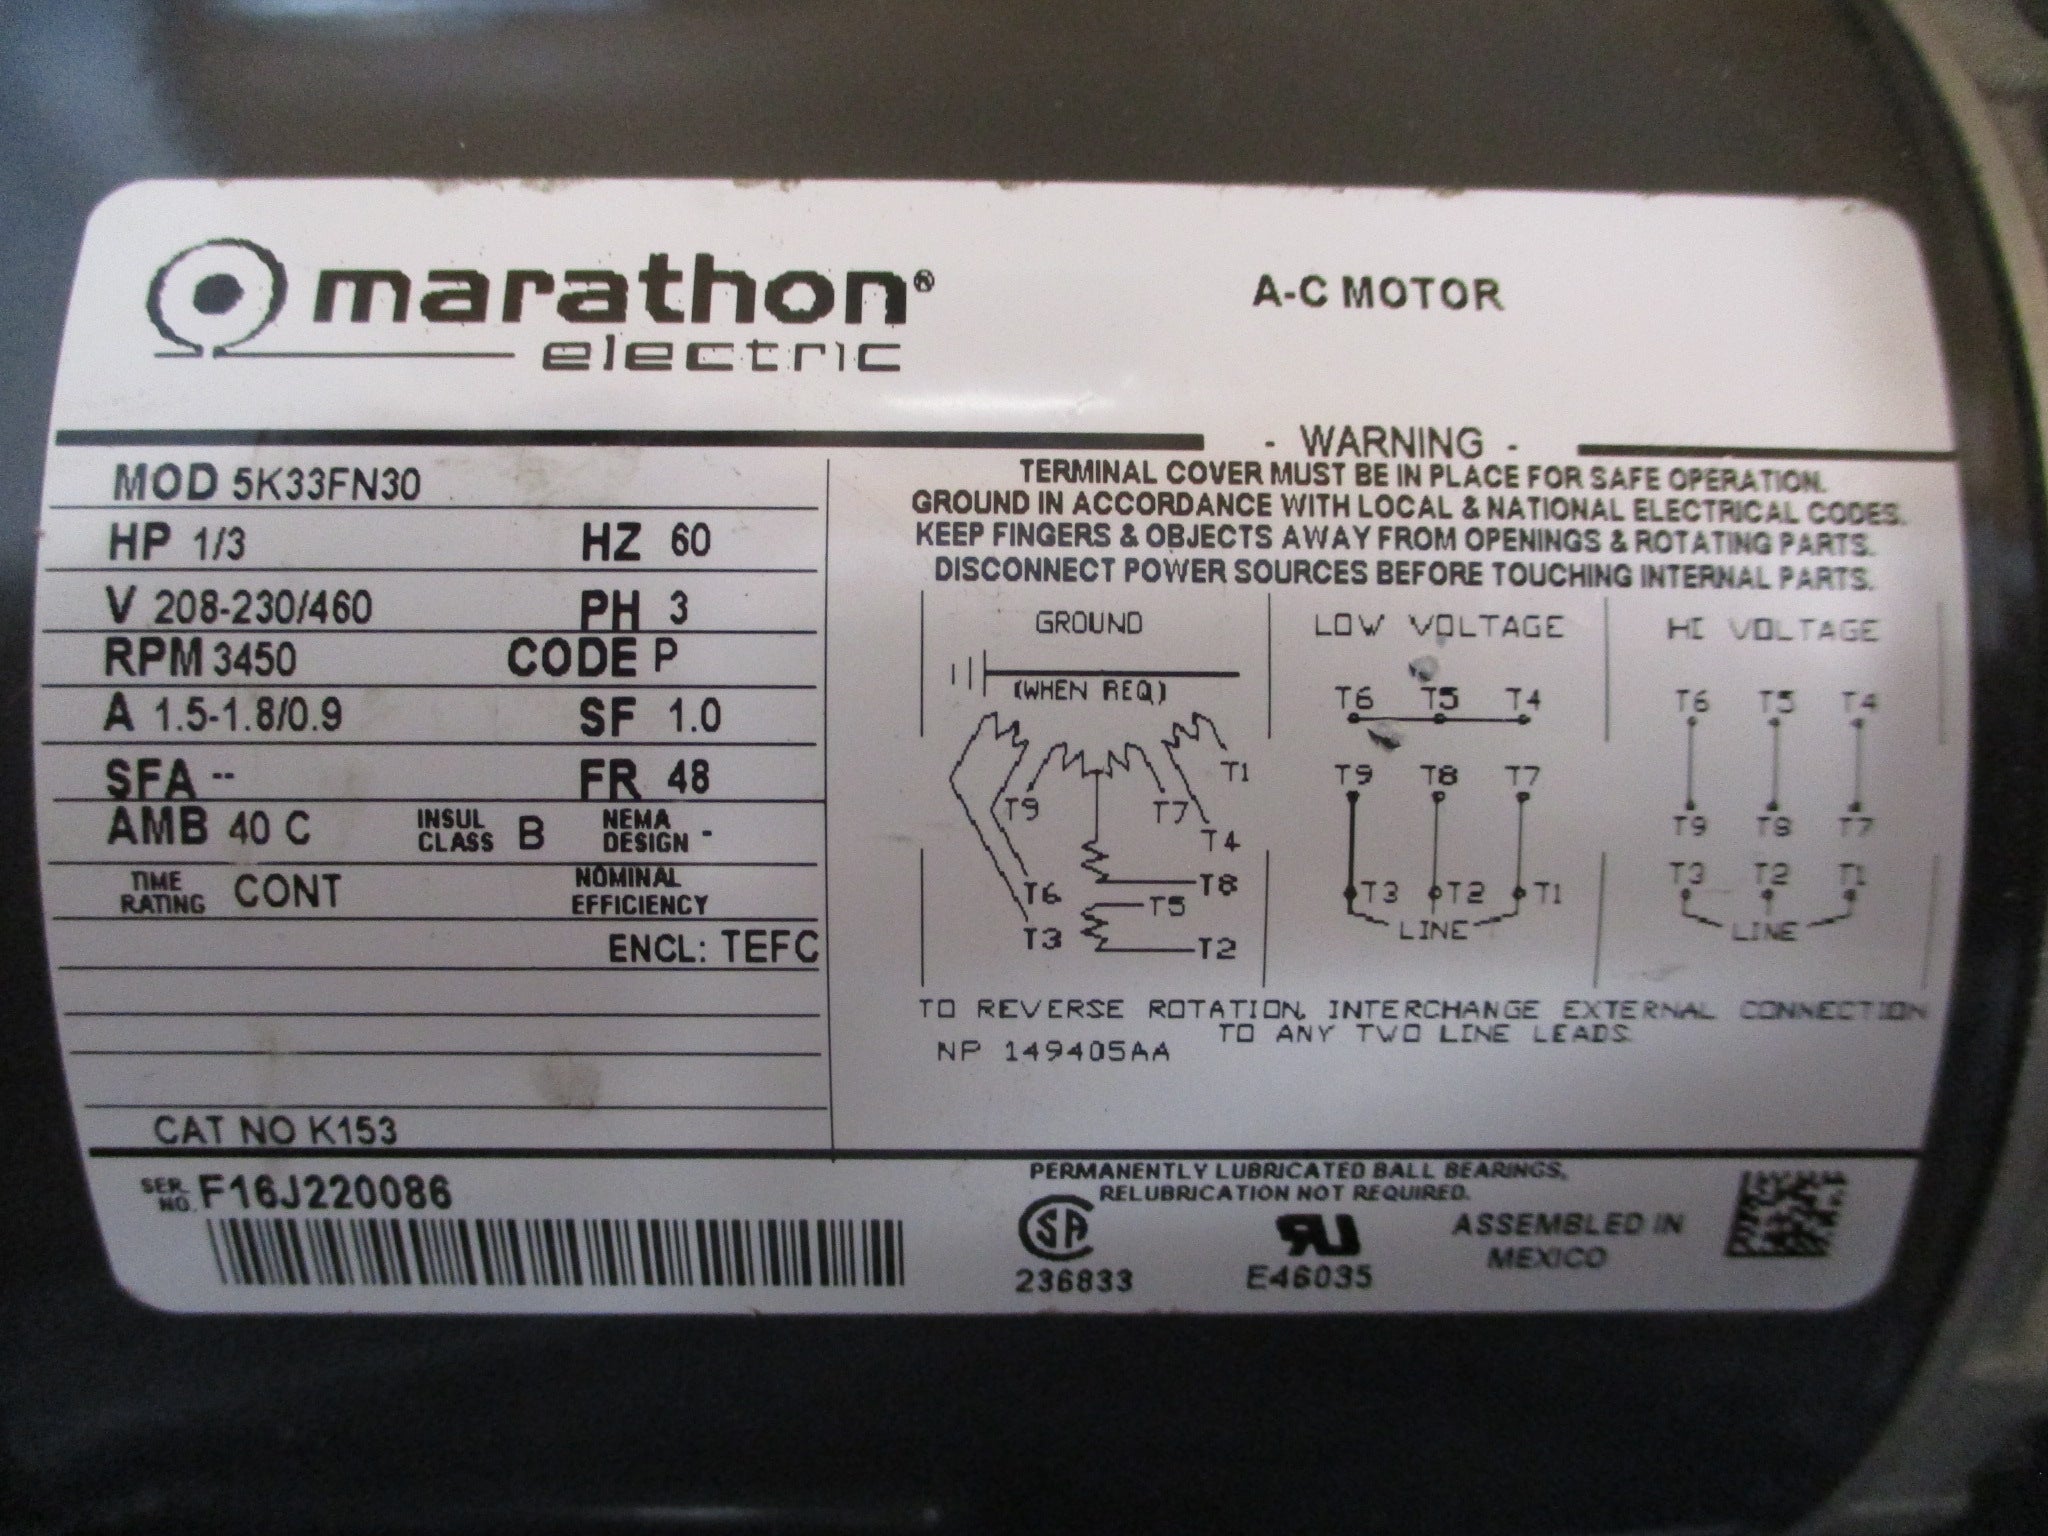 marathon®
electric
A-C MOTOR
MOD 5K33FN30
HP 1/3 HZ 60
V 208-230/460 PH 3
RPM 3450 CODE P
A 1.5-1.8/0.9 SF 1.0
SFA -- FR 48
AMB 40 C INSUL CLASS B NEMA DESIGN -
TIME RATING CONT NOMINAL EFFICIENCY
ENCL: TEFC
CAT NO K153
SER. NO. F16J220086
- WARNING -
TERMINAL COVER MUST BE IN PLACE FOR SAFE OPERATION.
GROUND IN ACCORDANCE WITH LOCAL & NATIONAL ELECTRICAL CODES.
KEEP FINGERS & OBJECTS AWAY FROM OPENINGS & ROTATING PARTS.
DISCONNECT POWER SOURCES BEFORE TOUCHING INTERNAL PARTS.
GROUND
(WHEN REQ.)
T1
T9 T7
T4
T6 T8
T5
T3 T2
LOW VOLTAGE
T6 T5 T4
T9 T8 T7
T3 T2 T1
LINE
HI VOLTAGE
T6 T5 T4
T9 T8 T7
T3 T2 T1
LINE
TO REVERSE ROTATION, INTERCHANGE EXTERNAL CONNECTION
TO ANY TWO LINE LEADS.
NP 149405AA
PERMANENTLY LUBRICATED BALL BEARINGS,
RELUBRICATION NOT REQUIRED.
SA
236833
RU
E46035
ASSEMBLED IN
MEXICO